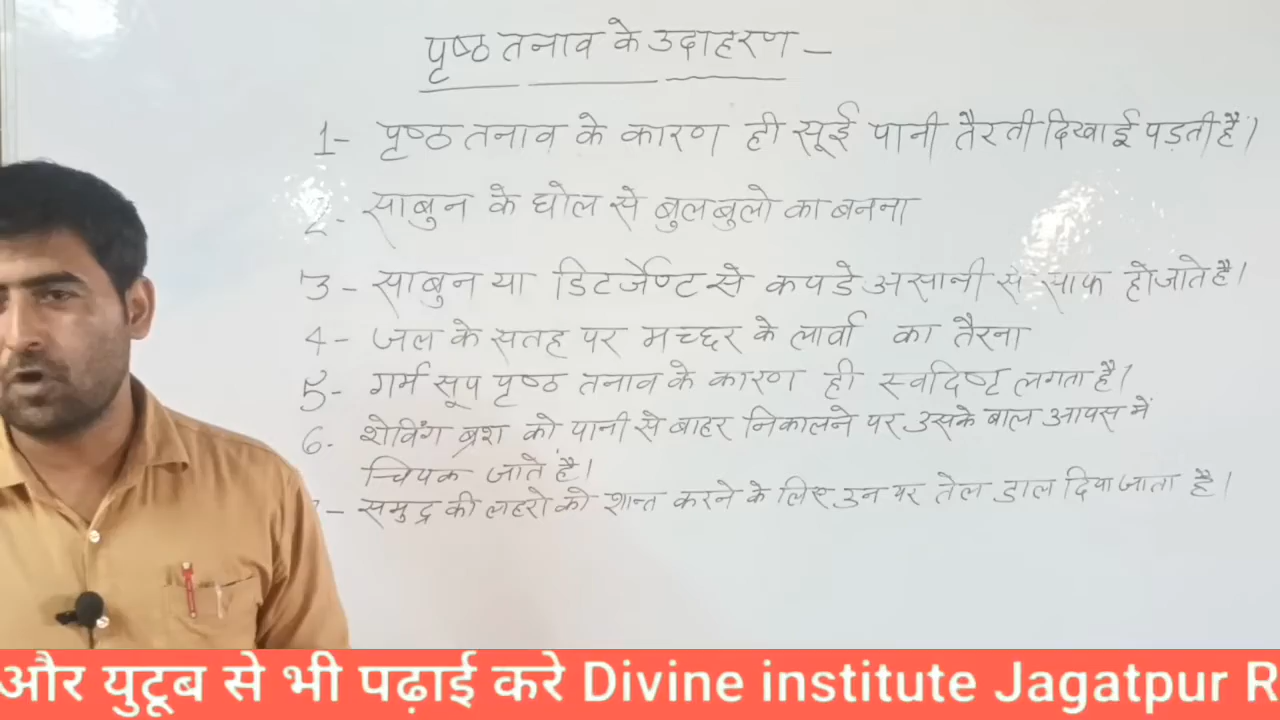 पृष्ठ तनाव के उदाहरण –
1- पृष्ठ तनाव के कारण ही सूई पानी तैरती दिखाई पड़ती है।
2- साबुन के घोल से बुलबुलो का बनना
3- साबुन या डिटर्जेण्ट से कपडे असानी से साफ हो जाते है।
4- जल के सतह पर मच्छर के लार्वा का तैरना
5- गर्म सूप पृष्ठ तनाव के कारण ही स्वादिष्ट लगता है।
6. शेविंग ब्रश को पानी से बाहर निकालने पर उसके बाल आपस में
चिपक जाते है।
– समुद्र की लहरो को शान्त करने के लिए उन पर तेल डाल दिया जाता है।
और युटूब से भी पढ़ाई करे Divine institute Jagatpur R